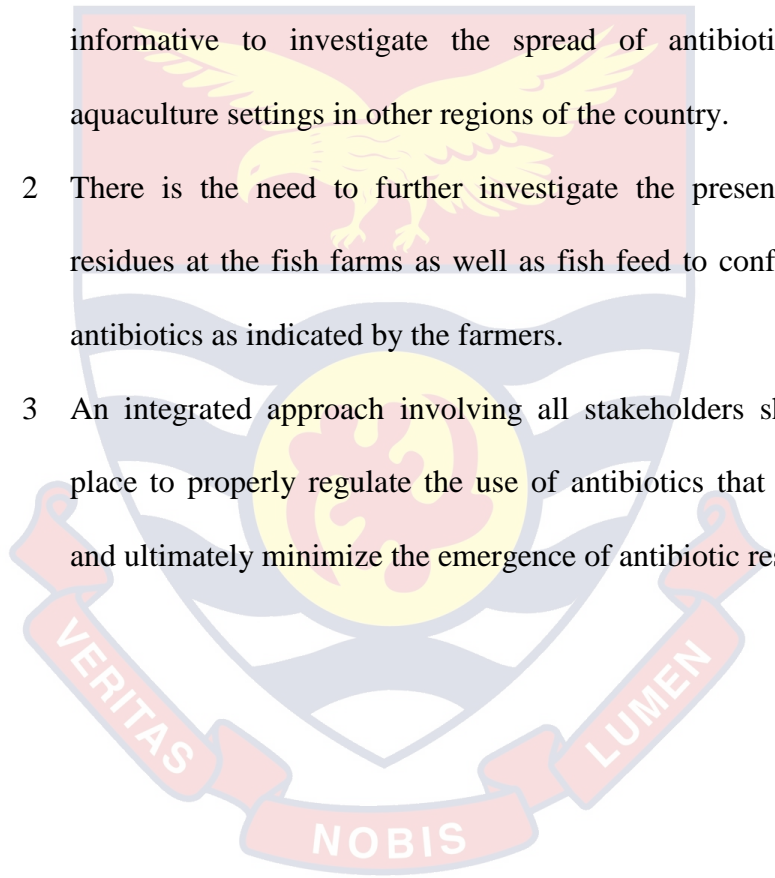 informative to investigate the spread of antibioti
aquaculture settings in other regions of the country.
2 There is the need to further investigate the presen
residues at the fish farms as well as fish feed to conf
antibiotics as indicated by the farmers.
3 An integrated approach involving all stakeholders s
place to properly regulate the use of antibiotics that
and ultimately minimize the emergence of antibiotic res
VERITAS
NOBIS
LUMEN